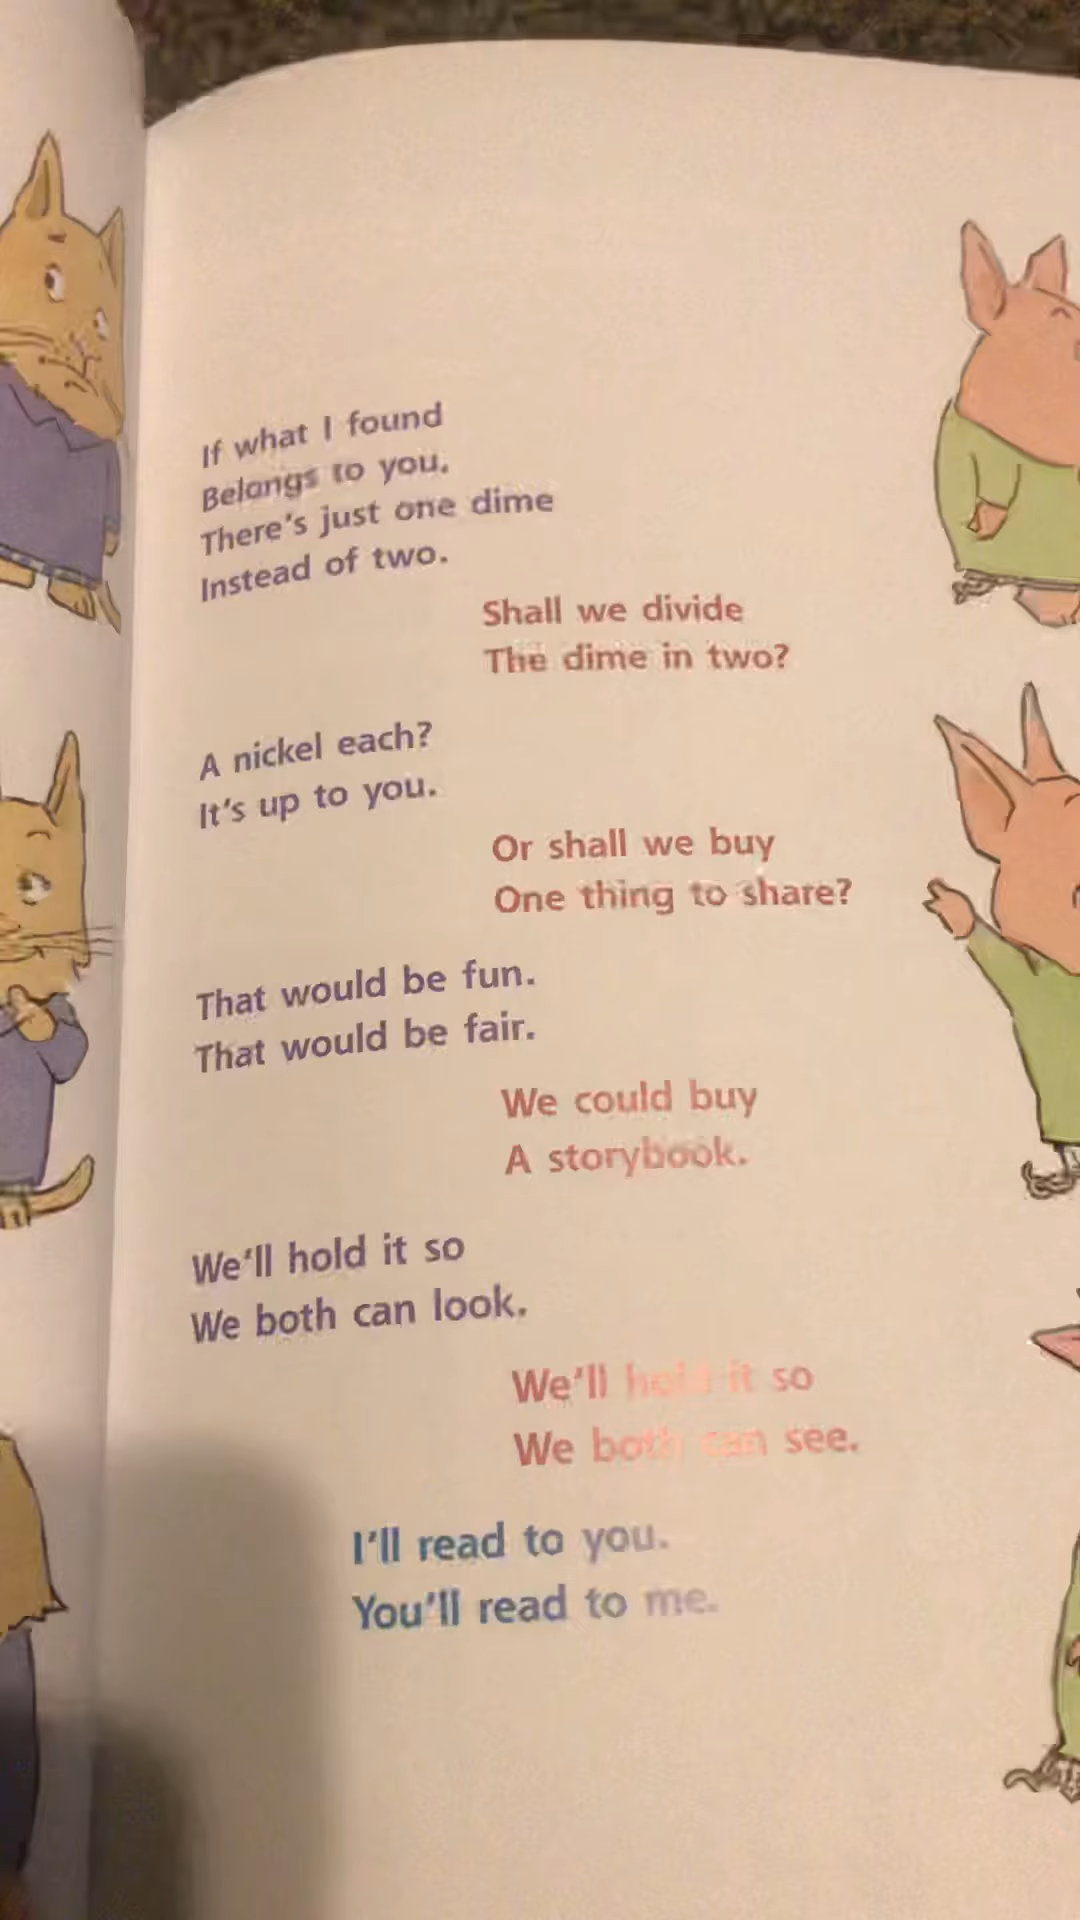 If what I found
Belongs to you.
There's just one dime
Instead of two.
Shall we divide
The dime in two?
A nickel each?
It's up to you.
Or shall we buy
One thing to share?
That would be fun.
That would be fair.
We could buy
A storybook.
We'll hold it so
We both can look.
We'll hold it so
We both can see.
I'll read to you.
You'll read to me.